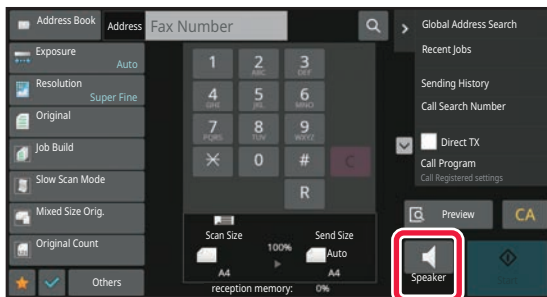 Address Book
Address
Fax Number
Global Address Search
Recent Jobs
Sending History
Call Search Number
Direct TX
Call Program
Call Registered settings
Exposure
Auto
Resolution
Super Fine
Original
Job Build
Slow Scan Mode
Mixed Size Orig.
Original Count
Others
1
2
ABC
3
DEF
4
GHI
5
JKL
6
MNO
7
PQRS
8
TUV
9
WXYZ
0
#
C
R
Scan Size
100%
Send Size
Auto
A4
A4
reception memory: 0%
Preview
CA
Speaker
Start